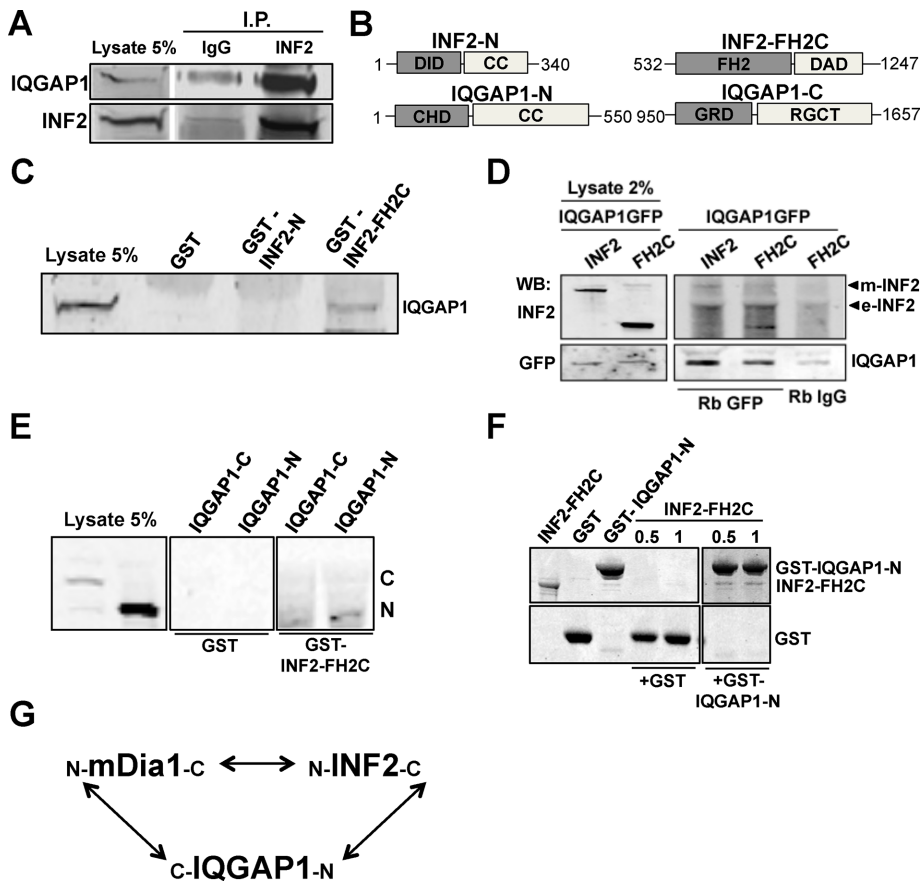 A
I.P.
Lysate 5% IgG INF2
IQGAP1
INF2
B
INF2-N
1 DID CC 340
INF2-FH2C
532 FH2 DAD 1247
IQGAP1-N
1 CHD CC 550
IQGAP1-C
950 GRD RGCT 1657
C
Lysate 5% GST GST-INF2-N GST-INF2-FH2C
IQGAP1
D
Lysate 2%
IQGAP1GFP IQGAP1GFP
INF2 FH2C INF2 FH2C FH2C
WB:
INF2
m-INF2
e-INF2
GFP
IQGAP1
Rb GFP Rb IgG
E
Lysate 5% IQGAP1-C IQGAP1-N IQGAP1-C IQGAP1-N
C
N
GST GST-
INF2-FH2C
F
INF2-FH2C GST GST-IQGAP1-N INF2-FH2C
0.5 1 0.5 1
GST-IQGAP1-N
INF2-FH2C
GST
+GST +GST-
IQGAP1-N
G
N-mDia1-C N-INF2-C
C-IQGAP1-N